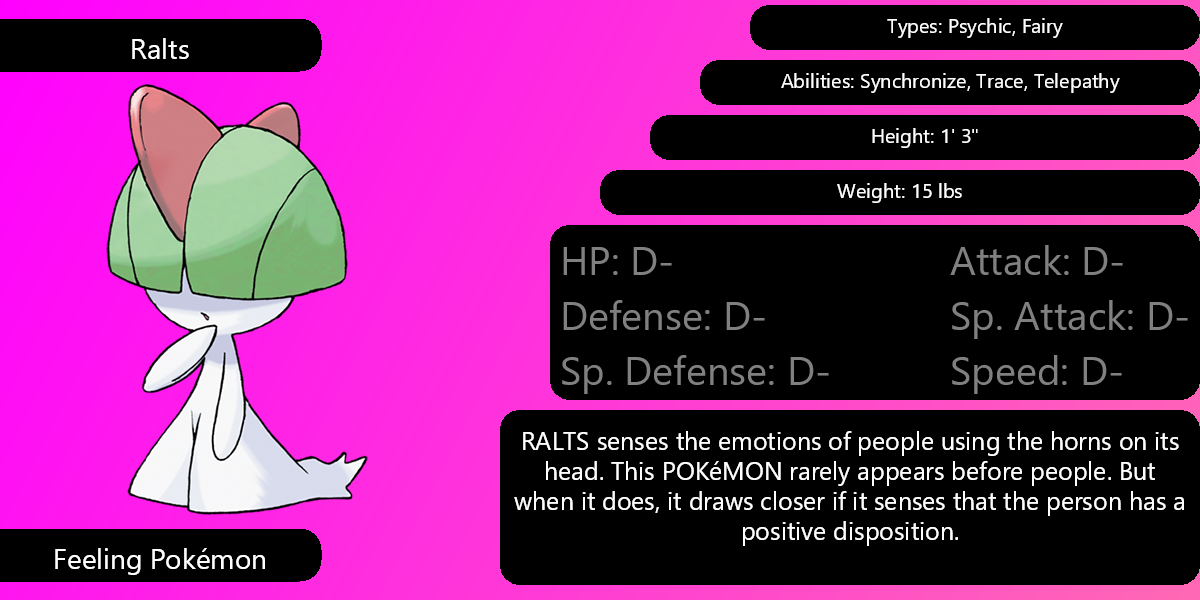 Ralts
Types: Psychic, Fairy
Abilities: Synchronize, Trace, Telepathy
Height: 1' 3"
Weight: 15 lbs
HP: D-
Attack: D-
Defense: D-
Sp. Attack: D-
Sp. Defense: D-
Speed: D-
RALTS senses the emotions of people using the horns on its
head. This POKéMON rarely appears before people. But
when it does, it draws closer if it senses that the person has a
positive disposition.
Feeling Pokémon